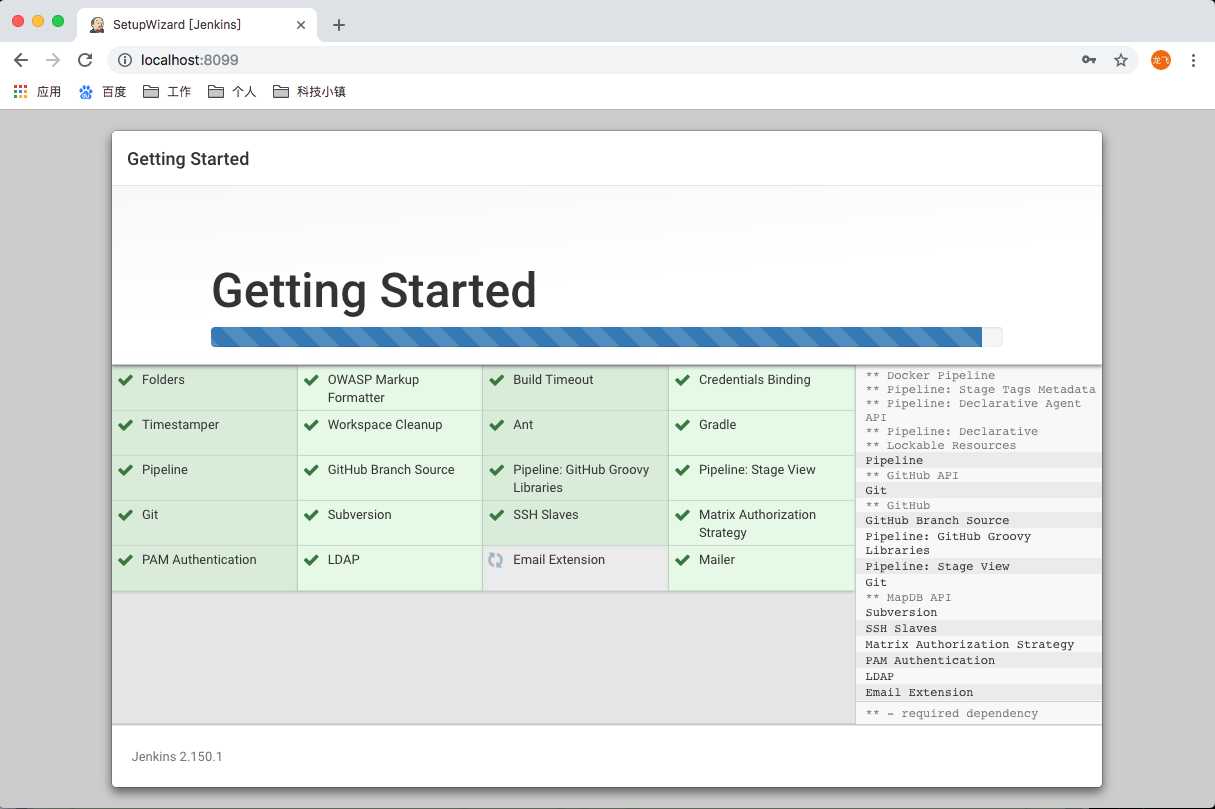 SetupWizard [Jenkins]
localhost:8099
龙飞
应用
百度
工作
个人
科技小镇
Getting Started
Getting Started
Folders
OWASP Markup
Formatter
Build Timeout
Credentials Binding
Timestamper
Workspace Cleanup
Ant
Gradle
Pipeline
GitHub Branch Source
Pipeline: GitHub Groovy
Libraries
Pipeline: Stage View
Git
Subversion
SSH Slaves
Matrix Authorization
Strategy
PAM Authentication
LDAP
Email Extension
Mailer
** Docker Pipeline
** Pipeline: Stage Tags Metadata
** Pipeline: Declarative Agent
API
** Pipeline: Declarative
** Lockable Resources
Pipeline
** GitHub API
Git
** GitHub
GitHub Branch Source
Pipeline: GitHub Groovy
Libraries
Pipeline: Stage View
Git
** MapDB API
Subversion
SSH Slaves
Matrix Authorization Strategy
PAM Authentication
LDAP
Email Extension
** - required dependency
Jenkins 2.150.1